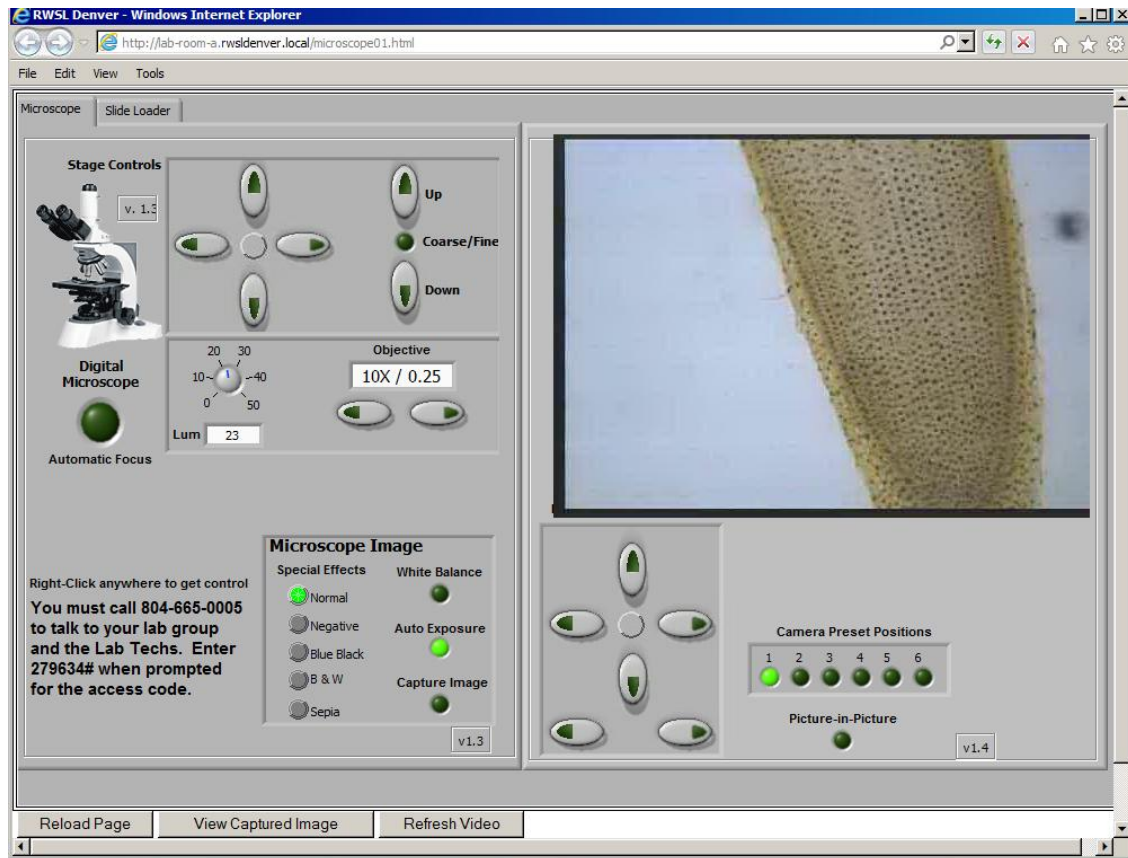 RWSL Denver - Windows Internet Explorer
http://lab-room-a.rwsldenver.local/microscope01.html
File Edit View Tools
Microscope Slide Loader
Stage Controls
v. 1.3
Up
Coarse/Fine
Down
Digital
Microscope
Automatic Focus
20 30
10 40
0 50
Lum 23
Objective
10X / 0.25
Microscope Image
Special Effects
Normal
Negative
Blue Black
B & W
Sepia
White Balance
Auto Exposure
Capture Image
v1.3
Right-Click anywhere to get control
You must call 804-665-0005
to talk to your lab group
and the Lab Techs. Enter
279634# when prompted
for the access code.
Camera Preset Positions
1 2 3 4 5 6
Picture-in-Picture
v1.4
Reload Page View Captured Image Refresh Video